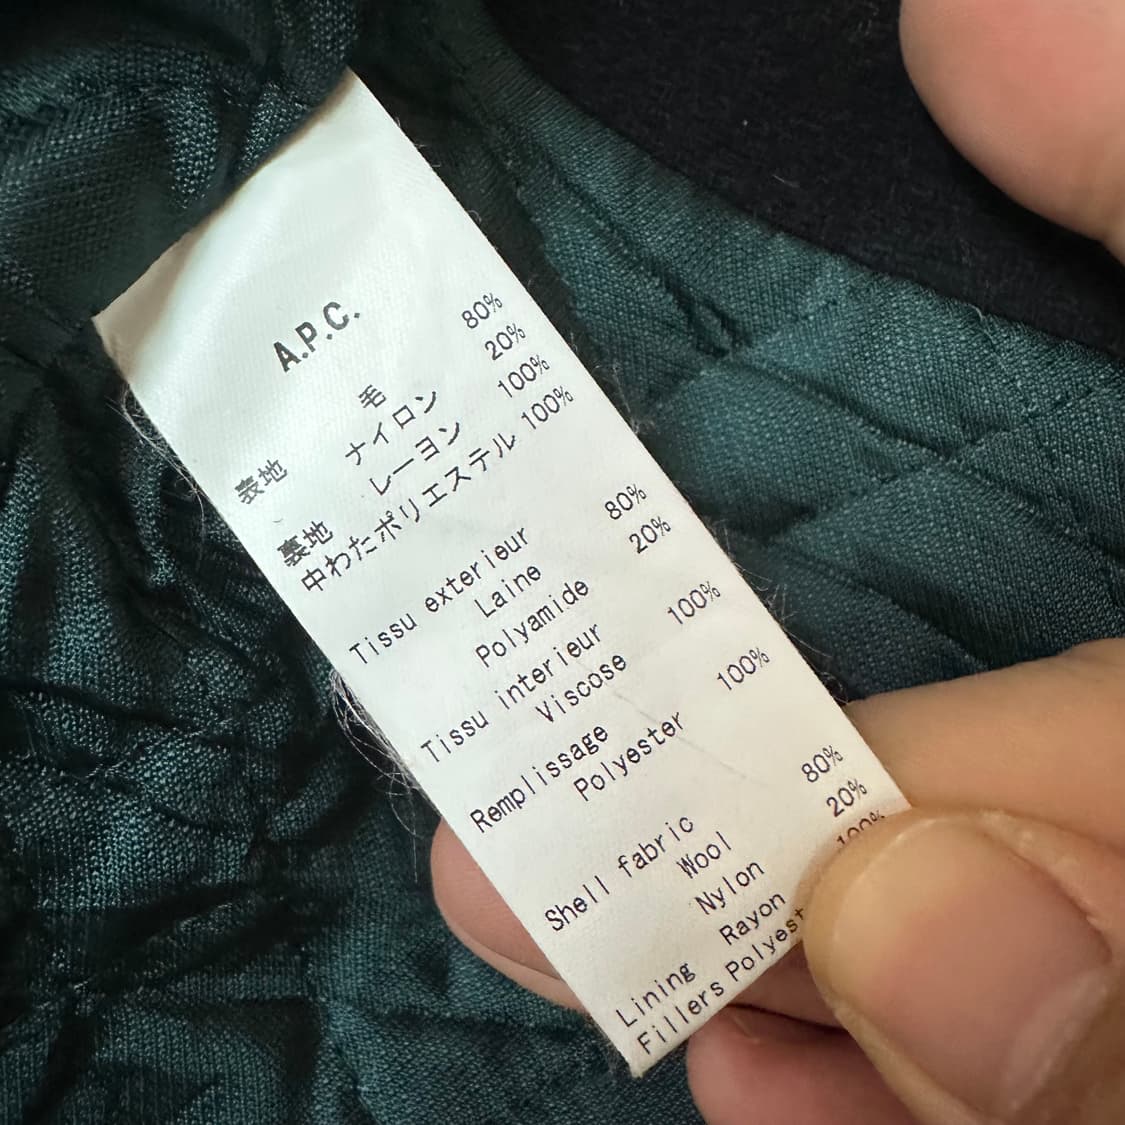 A.P.C.
毛 80%
表地 ナイロン 20%
レーヨン 100%
裏地
中わたポリエステル 100%
Tissu exterieur
Laine 80%
Polyamide 20%
Tissu interieur
Viscose 100%
Remplissage
Polyester 100%
Shell fabric
Wool 80%
Nylon 20%
Lining Rayon 100%
Fillers